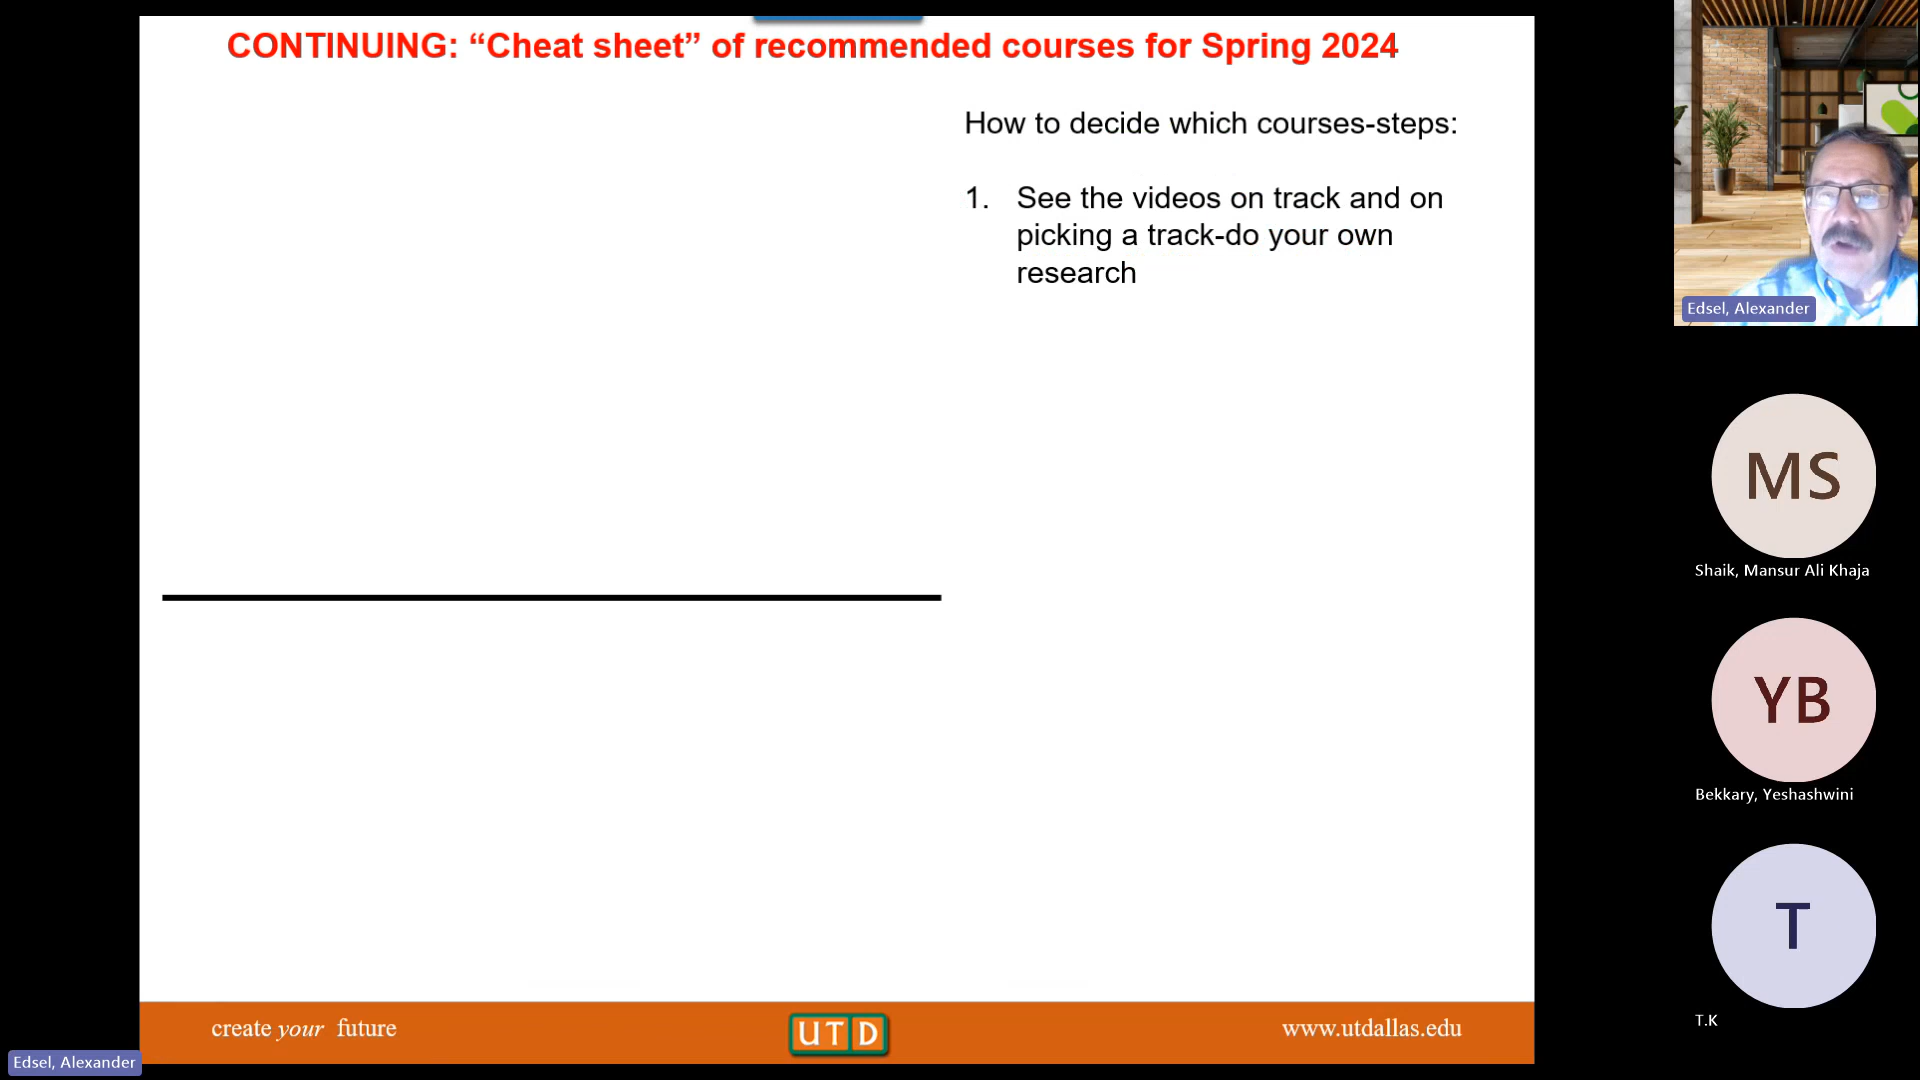 CONTINUING: “Cheat sheet” of recommended courses for Spring 2024
How to decide which courses-steps:
1. See the videos on track and on
picking a track-do your own
research
create your future
UTD
www.utdallas.edu
Edsel, Alexander
Edsel, Alexander
MS
Shaik, Mansur Ali Khaja
YB
Bekkary, Yeshashwini
T
T.K